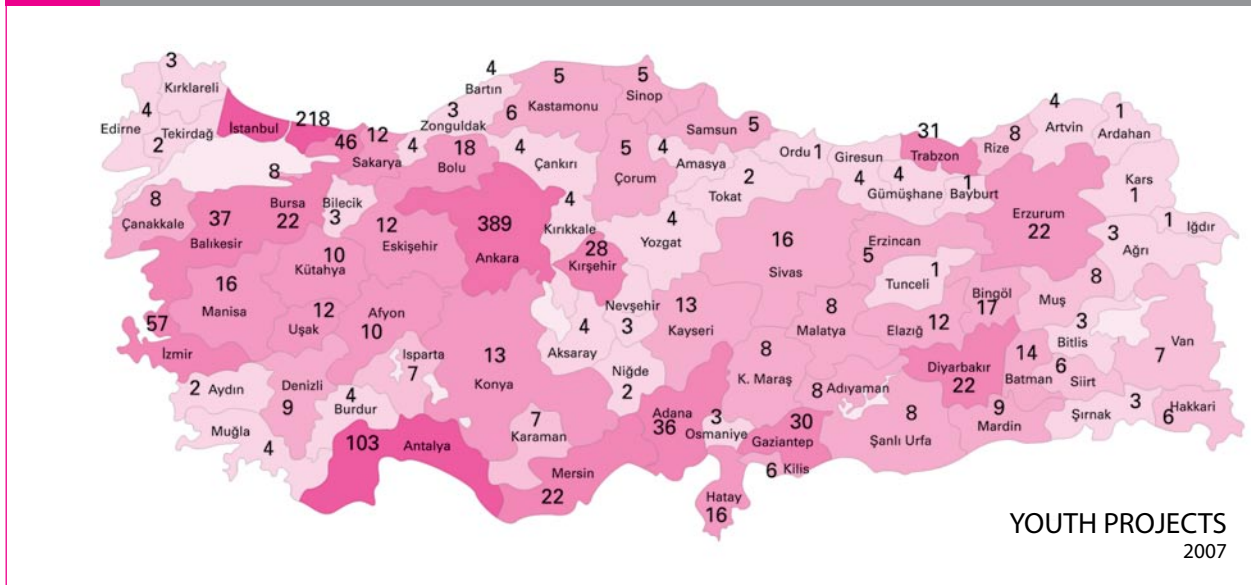 3
Kırklareli
4
Edirne
Tekirdağ
2
İstanbul
218
46
12
Sakarya
8
4
Bartın
3
Zonguldak
6
5
Kastamonu
5
Sinop
4
18
Bolu
4
Çankırı
5
Çorum
Samsun 5
4
Amasya
2
Tokat
Ordu 1
Giresun
4
4
Gümüşhane
31
Trabzon
8
Rize
1
Bayburt
4
Artvin
1
Ardahan
Kars
1
8
Çanakkale
37
Balıkesir
Bursa
22
Bilecik
3
12
Eskişehir
389
Ankara
4
Kırıkkale
28
Kırşehir
4
Yozgat
16
Sivas
Erzincan
5
Erzurum
22
1 Iğdır
3
Ağrı
1
Tunceli
16
Manisa
10
Kütahya
12
Uşak
Afyon
10
57
İzmir
Isparta
7
13
Konya
4
Aksaray
Nevşehir
3
13
Kayseri
8
Malatya
Elazığ 12
Bingöl
17
Muş
8
3
Bitlis
Van
7
2 Aydın
Denizli
9
4
Burdur
Niğde
2
8
K. Maraş
8 Adıyaman
Diyarbakır
22
14
Batman
6
Siirt
Muğla
4
103 Antalya
7
Karaman
Adana
36
3
Osmaniye
30
Gaziantep
8
Şanlı Urfa
9
Mardin
3
Şırnak
Hakkari
6
Mersin
22
6 Kilis
Hatay
16
YOUTH PROJECTS
2007